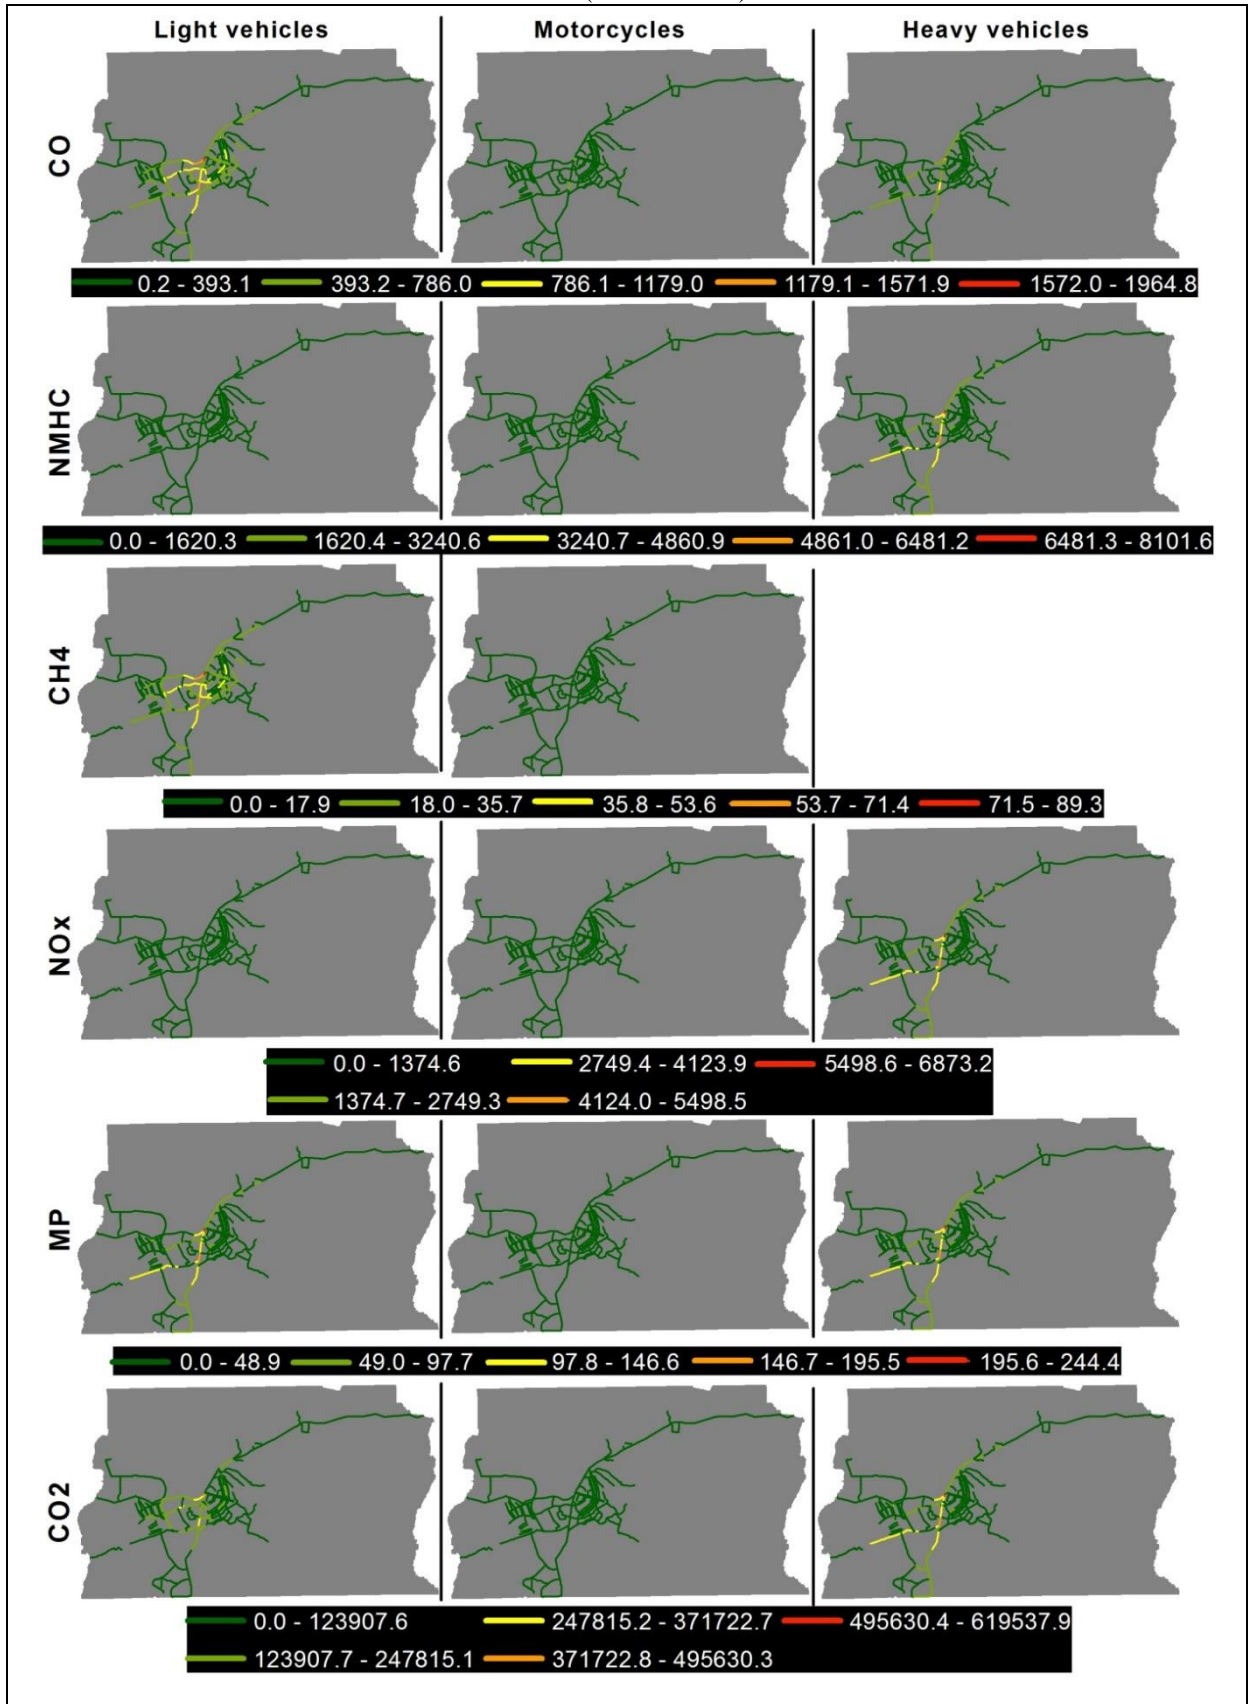 Light vehicles Motorcycles Heavy vehicles
CO
0.2 - 393.1 393.2 - 786.0 786.1 - 1179.0 1179.1 - 1571.9 1572.0 - 1964.8
NMHC
0.0 - 1620.3 1620.4 - 3240.6 3240.7 - 4860.9 4861.0 - 6481.2 6481.3 - 8101.6
CH4
0.0 - 17.9 18.0 - 35.7 35.8 - 53.6 53.7 - 71.4 71.5 - 89.3
NOx
0.0 - 1374.6 2749.4 - 4123.9 5498.6 - 6873.2
1374.7 - 2749.3 4124.0 - 5498.5
MP
0.0 - 48.9 49.0 - 97.7 97.8 - 146.6 146.7 - 195.5 195.6 - 244.4
CO2
0.0 - 123907.6 247815.2 - 371722.7 495630.4 - 619537.9
123907.7 - 247815.1 371722.8 - 495630.3